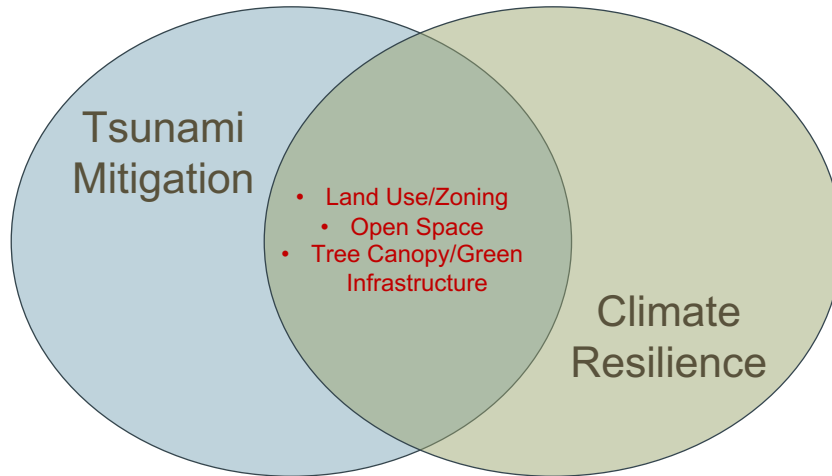 Tsunami
Mitigation
• Land Use/Zoning
• Open Space
• Tree Canopy/Green
Infrastructure
Climate
Resilience